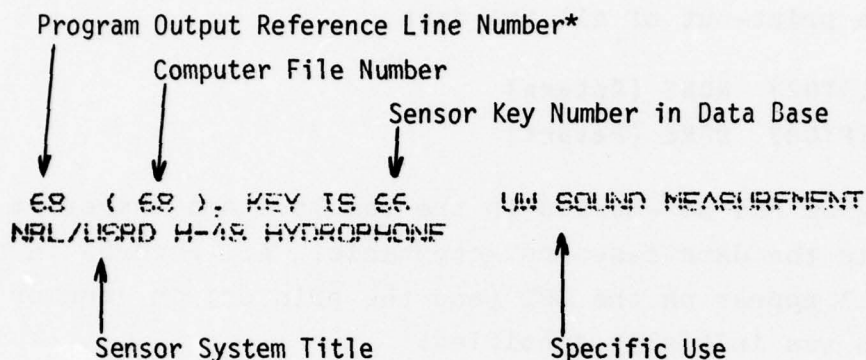 Program Output Reference Line Number*
Computer File Number
Sensor Key Number in Data Base
68 ( 68 ). KEY IS 66 UW SOUND MEASUREMENT
NRL/USRD H-48 HYDROPHONE
Sensor System Title Specific Use